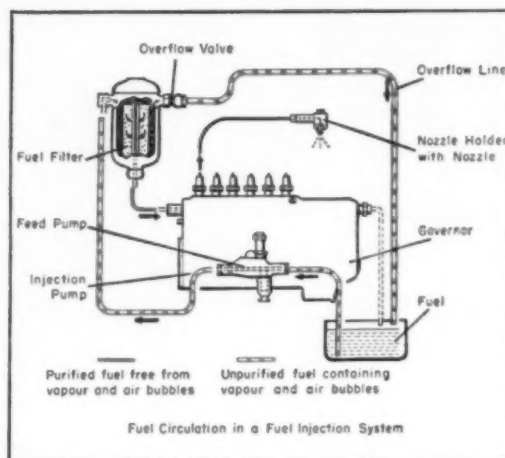 Overflow Valve
Overflow Line
Fuel Filter
Nozzle Holder
with Nozzle
Feed Pump
Governor
Injection
Pump
Fuel
Purified fuel free from
vapour and air bubbles
Unpurified fuel containing
vapour and air bubbles
Fuel Circulation in a Fuel Injection System